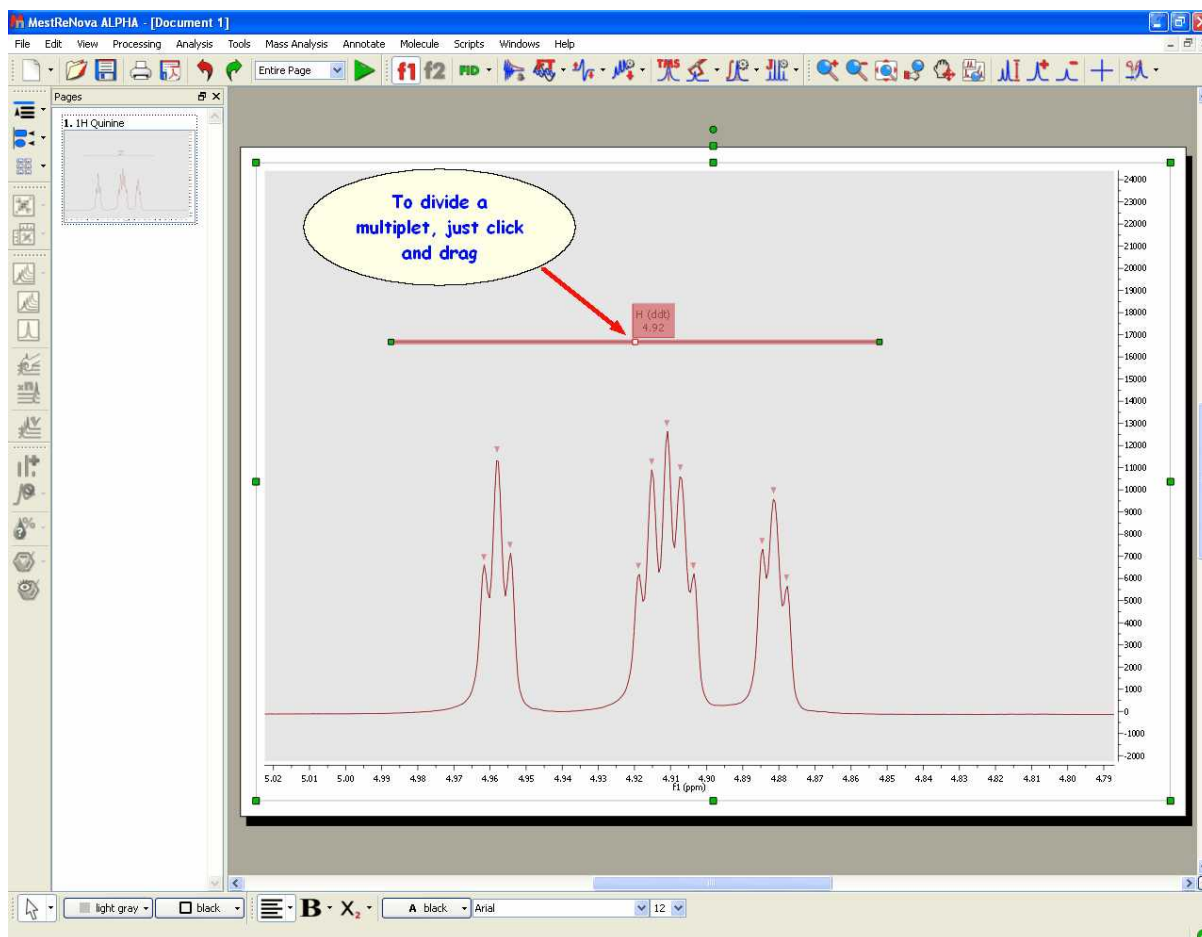 MestReNova ALPHA - [Document 1]
File Edit View Processing Analysis Tools Mass Analysis Annotate Molecule Scripts Windows Help
Entire Page
f1 f2
FID
TMS
Pages
1. 1H Quinine
To divide a
multiplet, just click
and drag
H (ddt)
4.92
24000
23000
22000
21000
20000
19000
18000
17000
16000
15000
14000
13000
12000
11000
10000
9000
8000
7000
6000
5000
4000
3000
2000
1000
0
-1000
-2000
5.02 5.01 5.00 4.99 4.98 4.97 4.96 4.95 4.94 4.93 4.92 4.91 4.90 4.89 4.88 4.87 4.86 4.85 4.84 4.83 4.82 4.81 4.80 4.79
f1 (ppm)
light gray black B X2 A black Arial 12